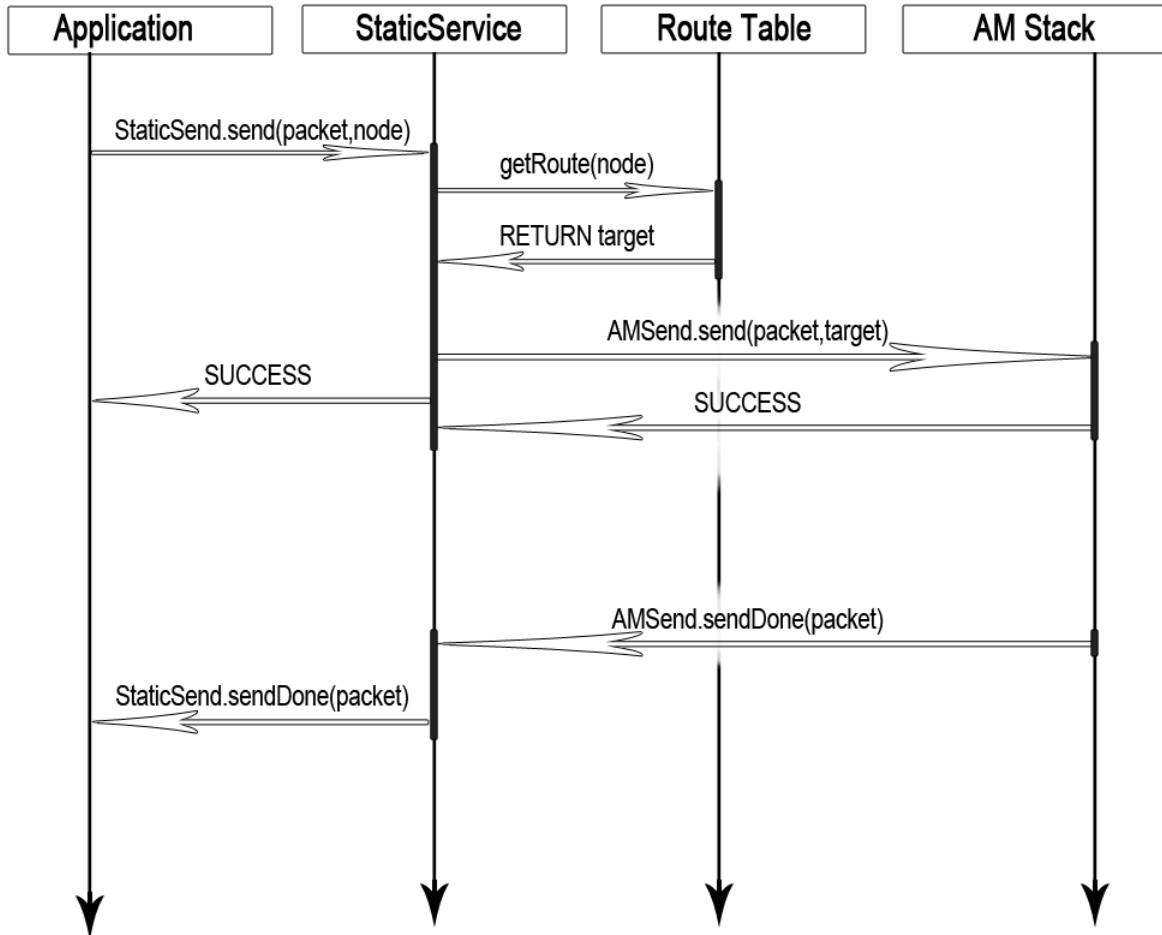 Application
StaticService
Route Table
AM Stack
StaticSend.send(packet,node)
getRoute(node)
RETURN target
AMSend.send(packet,target)
SUCCESS
SUCCESS
AMSend.sendDone(packet)
StaticSend.sendDone(packet)